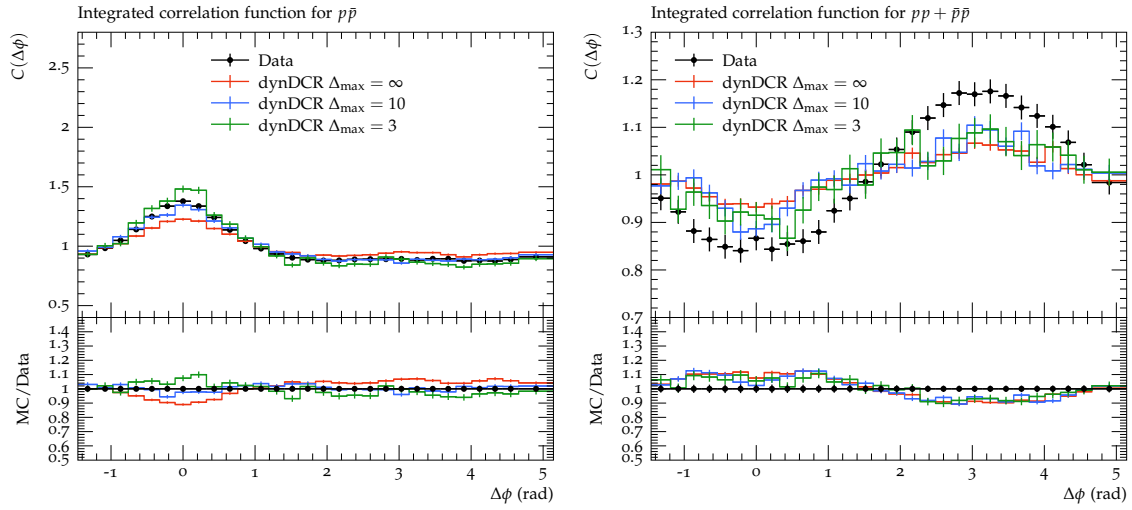 Integrated correlation function for pp̄
C(Δϕ)
2.5
2
1.5
1
0.5
Data
dynDCR Δmax = ∞
dynDCR Δmax = 10
dynDCR Δmax = 3
MC/Data
1.4
1.3
1.2
1.1
1
0.9
0.8
0.7
0.6
0.5
-1 0 1 2 3 4 5
Δϕ (rad)
Integrated correlation function for pp + p̄p̄
C(Δϕ)
1.3
1.2
1.1
1.0
0.9
0.8
0.7
Data
dynDCR Δmax = ∞
dynDCR Δmax = 10
dynDCR Δmax = 3
MC/Data
1.4
1.3
1.2
1.1
1
0.9
0.8
0.7
0.6
0.5
-1 0 1 2 3 4 5
Δϕ (rad)